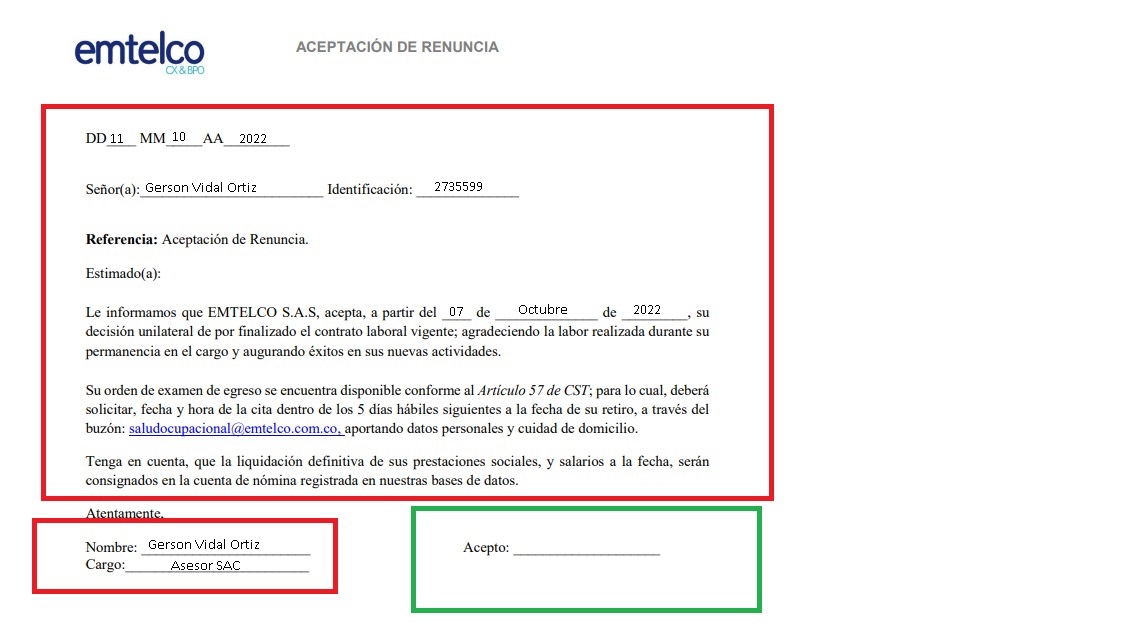 emtelco
CX&BPO
ACEPTACIÓN DE RENUNCIA
DD 11 MM 10 AA 2022
Señor(a): Gerson Vidal Ortiz Identificación: 2735599
Referencia: Aceptación de Renuncia.
Estimado(a):
Le informamos que EMTELCO S.A.S, acepta, a partir del 07 de Octubre de 2022, su
decisión unilateral de por finalizado el contrato laboral vigente; agradeciendo la labor realizada durante su
permanencia en el cargo y augurando éxitos en sus nuevas actividades.
Su orden de examen de egreso se encuentra disponible conforme al Artículo 57 de CST; para lo cual, deberá
solicitar, fecha y hora de la cita dentro de los 5 días hábiles siguientes a la fecha de su retiro, a través del
buzón: saludocupacional@emtelco.com.co, aportando datos personales y cuidad de domicilio.
Tenga en cuenta, que la liquidación definitiva de sus prestaciones sociales, y salarios a la fecha, serán
consignados en la cuenta de nómina registrada en nuestras bases de datos.
Atentamente,
Nombre: Gerson Vidal Ortiz
Acepto:
Cargo: Asesor SAC